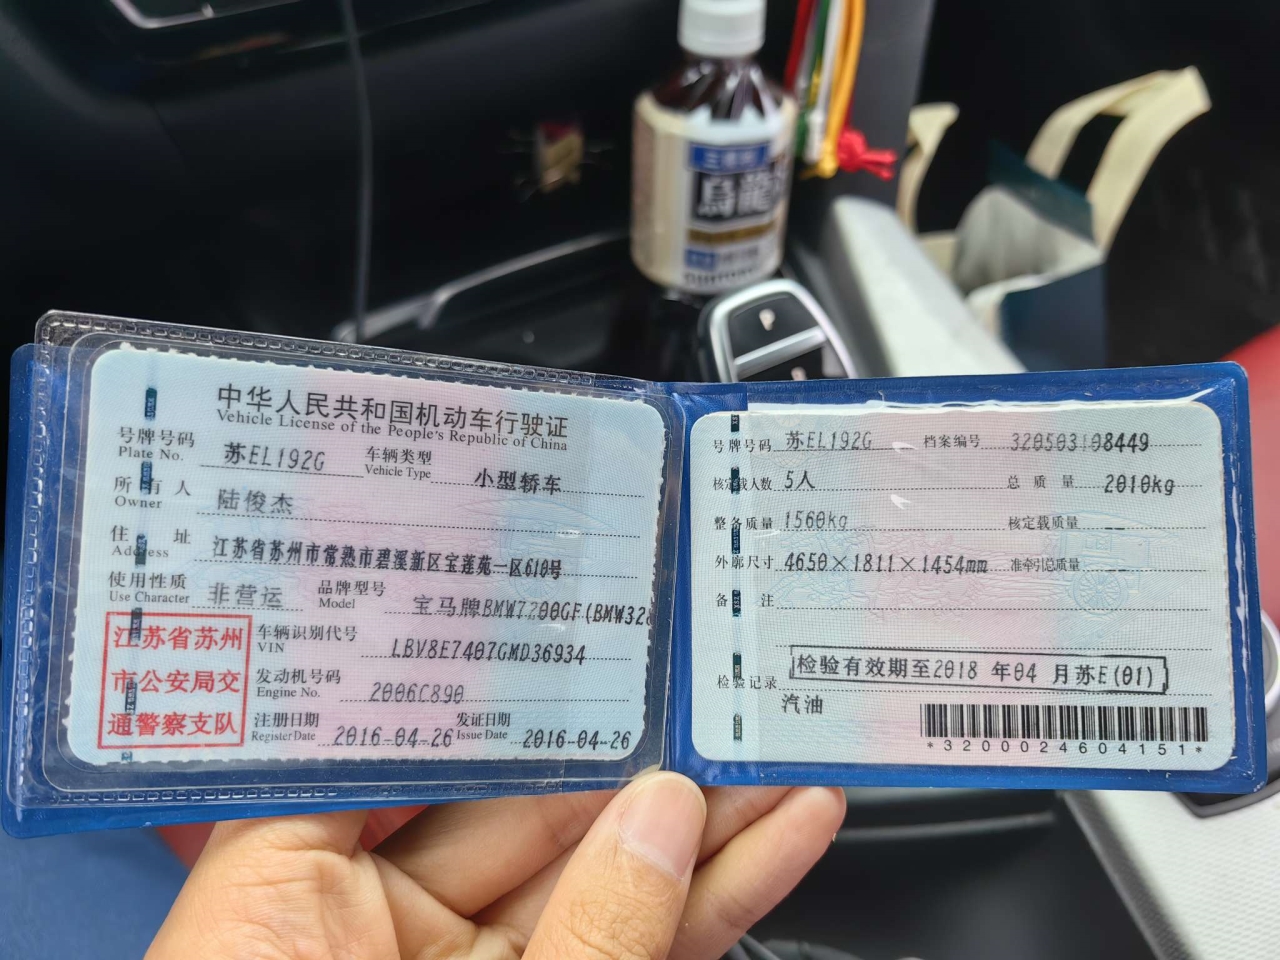 中华人民共和国机动车行驶证
Vehicle License of the People's Republic of China
号牌号码 苏EL192G 车辆类型 小型轿车
Plate No. Vehicle Type
所有人 陆俊杰
Owner
住址 江苏省苏州市常熟市碧溪新区宝莲苑一区610号
Address
使用性质 非营运 品牌型号 宝马牌BMW7200GF(BMW328
Use Character Model
江苏省苏州
市公安局交
通警察支队
车辆识别代号 LBV8E7407GMD36934
VIN
发动机号码 2006C890
Engine No.
注册日期 2016-04-26 发证日期 2016-04-26
Register Date Issue Date
号牌号码 苏EL192G 档案编号 320503108449
核定载人数 5人 总质量 2010kg
整备质量 1560kg 核定载质量
外廓尺寸 4650×1811×1454mm 准牵引总质量
备注
检验记录 检验有效期至2018 年04 月苏E(01)
汽油
*3200024604151*
烏龍
P